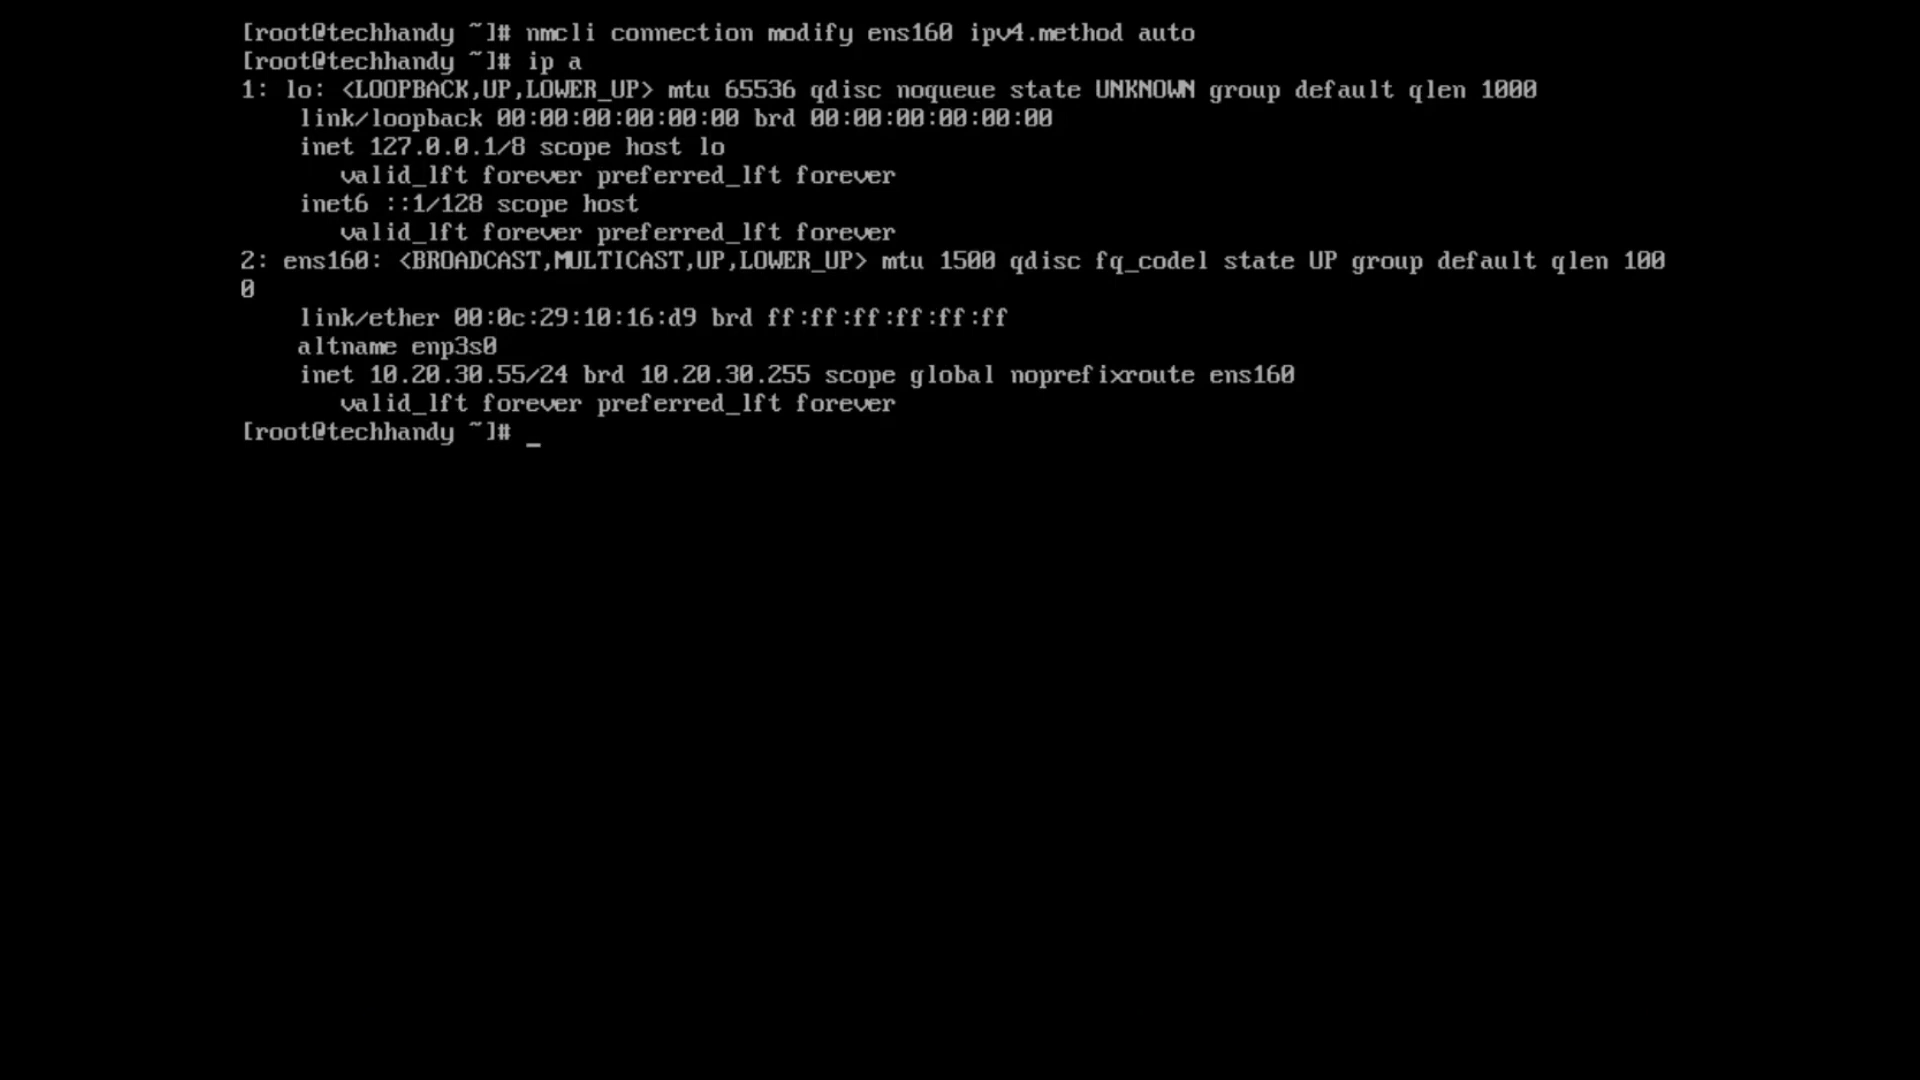 [root@techhandy ~]# nmcli connection modify ens160 ipv4.method auto
[root@techhandy ~]# ip a
1: lo: <LOOPBACK,UP,LOWER_UP> mtu 65536 qdisc noqueue state UNKNOWN group default qlen 1000
    link/loopback 00:00:00:00:00:00 brd 00:00:00:00:00:00
    inet 127.0.0.1/8 scope host lo
       valid_lft forever preferred_lft forever
    inet6 ::1/128 scope host
       valid_lft forever preferred_lft forever
2: ens160: <BROADCAST,MULTICAST,UP,LOWER_UP> mtu 1500 qdisc fq_codel state UP group default qlen 100
0
    link/ether 00:0c:29:10:16:d9 brd ff:ff:ff:ff:ff:ff
    altname enp3s0
    inet 10.20.30.55/24 brd 10.20.30.255 scope global noprefixroute ens160
       valid_lft forever preferred_lft forever
[root@techhandy ~]# _